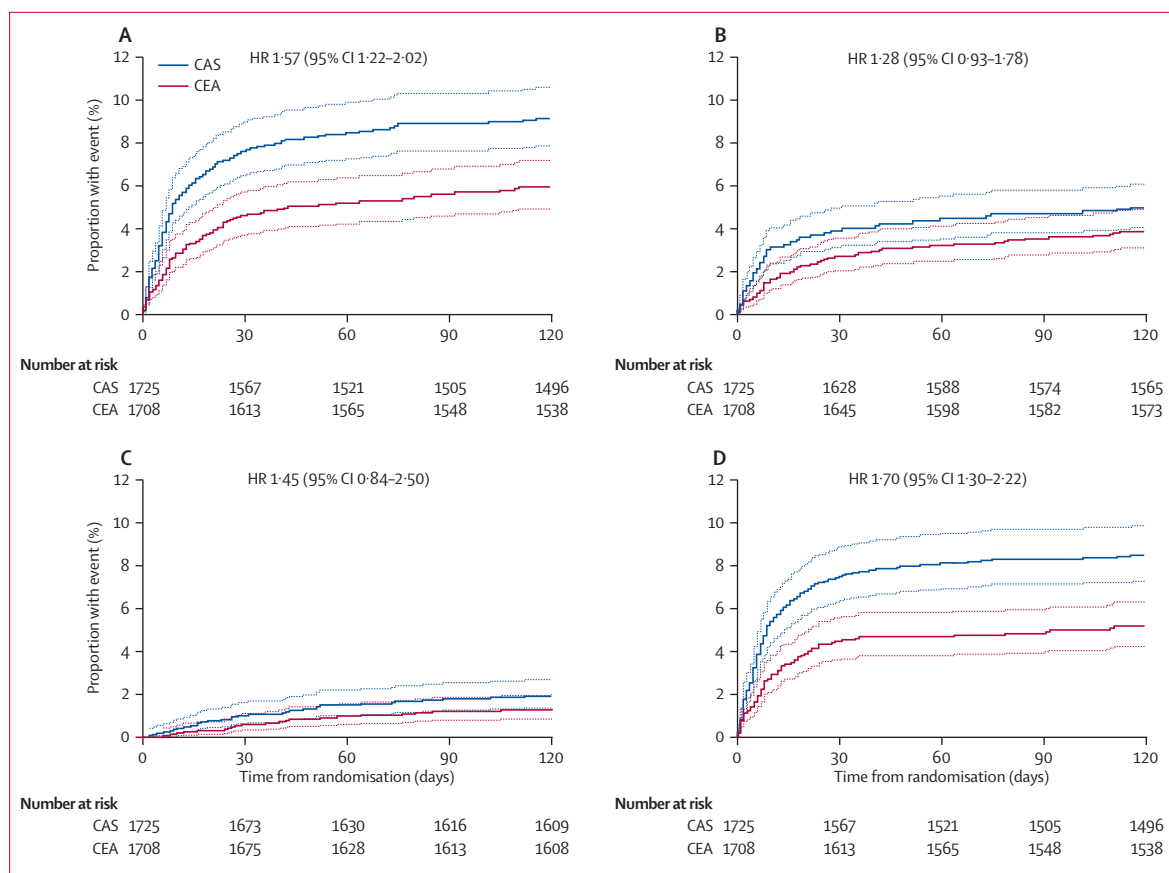 A
B
HR 1·57 (95% CI 1·22–2·02)
HR 1·28 (95% CI 0·93–1·78)
CAS
CEA
Proportion with event (%)
12
10
8
6
4
2
0
0 30 60 90 120
12
10
8
6
4
2
0
0 30 60 90 120
Number at risk
CAS 1725 1567 1521 1505 1496
CEA 1708 1613 1565 1548 1538
Number at risk
CAS 1725 1628 1588 1574 1565
CEA 1708 1645 1598 1582 1573
C
D
HR 1·45 (95% CI 0·84–2·50)
HR 1·70 (95% CI 1·30–2·22)
Proportion with event (%)
12
10
8
6
4
2
0
0 30 60 90 120
Time from randomisation (days)
12
10
8
6
4
2
0
0 30 60 90 120
Time from randomisation (days)
Number at risk
CAS 1725 1673 1630 1616 1609
CEA 1708 1675 1628 1613 1608
Number at risk
CAS 1725 1567 1521 1505 1496
CEA 1708 1613 1565 1548 1538